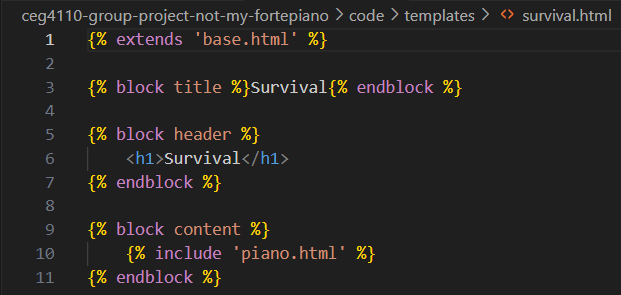 ceg4110-group-project-not-my-fortepiano > code > templates > <> survival.html
1 {% extends 'base.html' %}
2
3 {% block title %}Survival{% endblock %}
4
5 {% block header %}
6     <h1>Survival</h1>
7 {% endblock %}
8
9 {% block content %}
10     {% include 'piano.html' %}
11 {% endblock %}